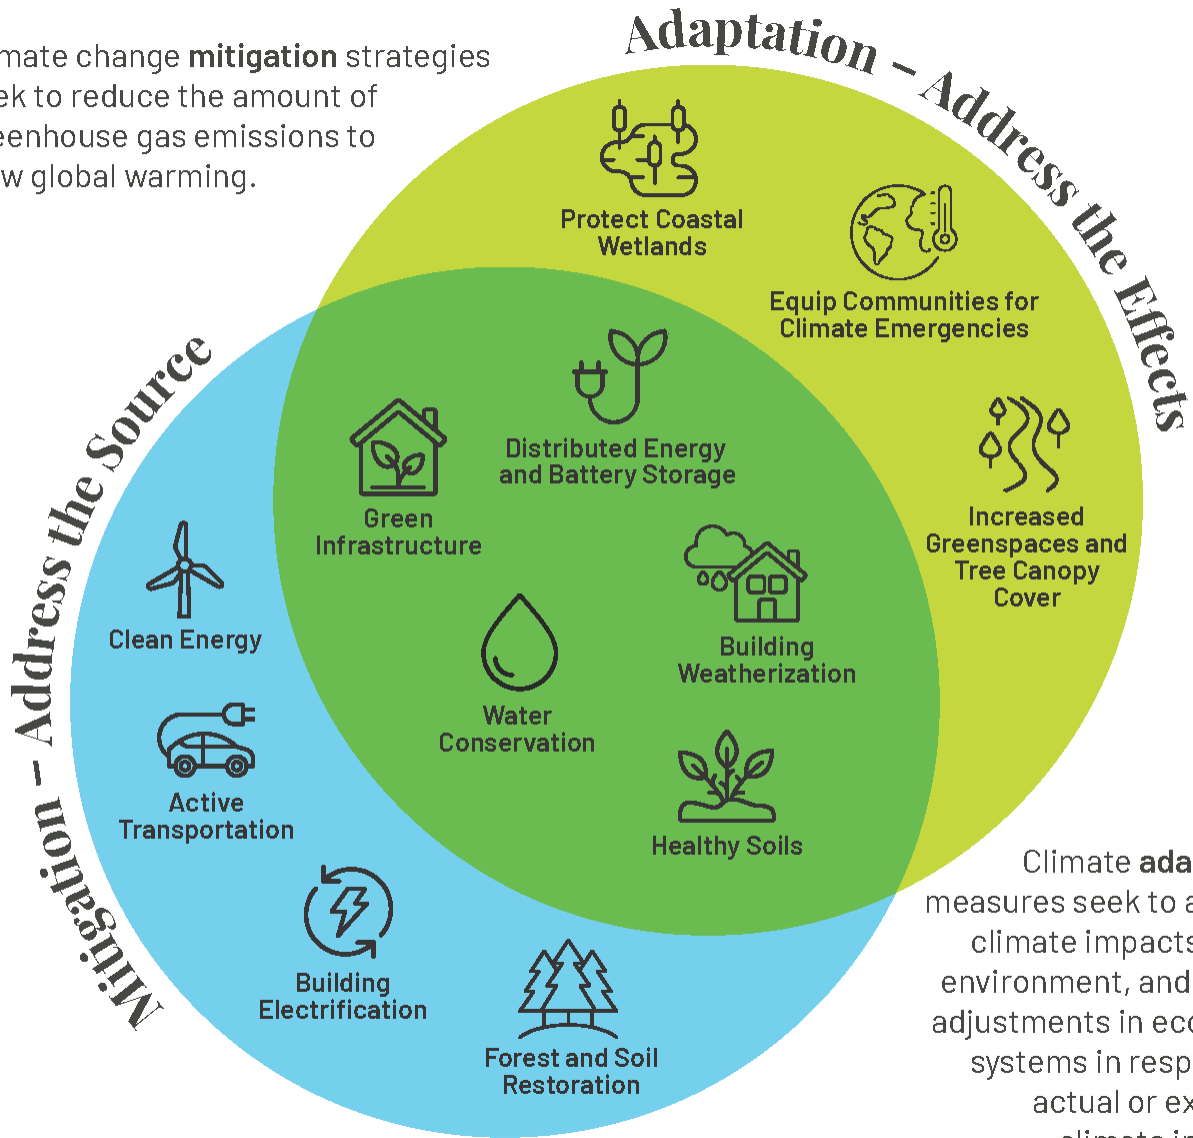 mate change mitigation strategies
ek to reduce the amount of
eenhouse gas emissions to
w global warming.
Adaptation – Address the Effects
Protect Coastal
Wetlands
Equip Communities for
Climate Emergencies
Increased
Greenspaces and
Tree Canopy
Cover
Distributed Energy
and Battery Storage
Green
Infrastructure
Building
Weatherization
Water
Conservation
Healthy Soils
Mitigation – Address the Source
Clean Energy
Active
Transportation
Building
Electrification
Forest and Soil
Restoration
Climate ada
measures seek to a
climate impacts
environment, and
adjustments in eco
systems in resp
actual or ex
climate i